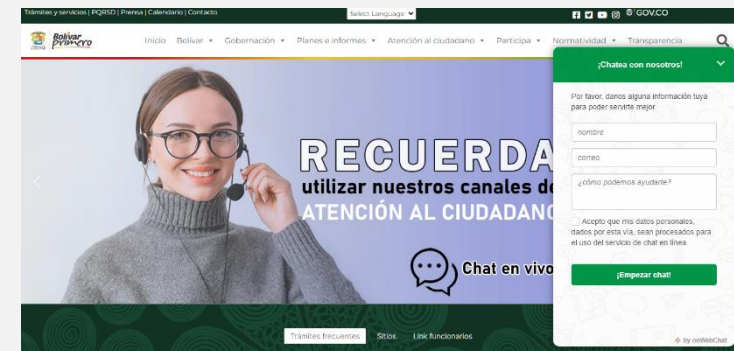 Trámites y servicios | PQRSD | Prensa | Calendario | Contacto
Select Language
GOV.CO
Bolívar
primero
Inicio Bolívar Gobernación Planes e informes Atención al ciudadano Participa Normatividad Transparencia
RECUERDA
utilizar nuestros canales de
ATENCIÓN AL CIUDADANO
Chat en vivo
Trámites frecuentes Sitios Link funcionarios
¡Chatea con nosotros!
Por favor, danos alguna información tuya
para poder servirte mejor.
nombre
correo
¿cómo podemos ayudarte?
Acepto que mis datos personales,
dados por esta vía, sean procesados para
el uso del servicio de chat en línea
¡Empezar chat!
by onWebChat